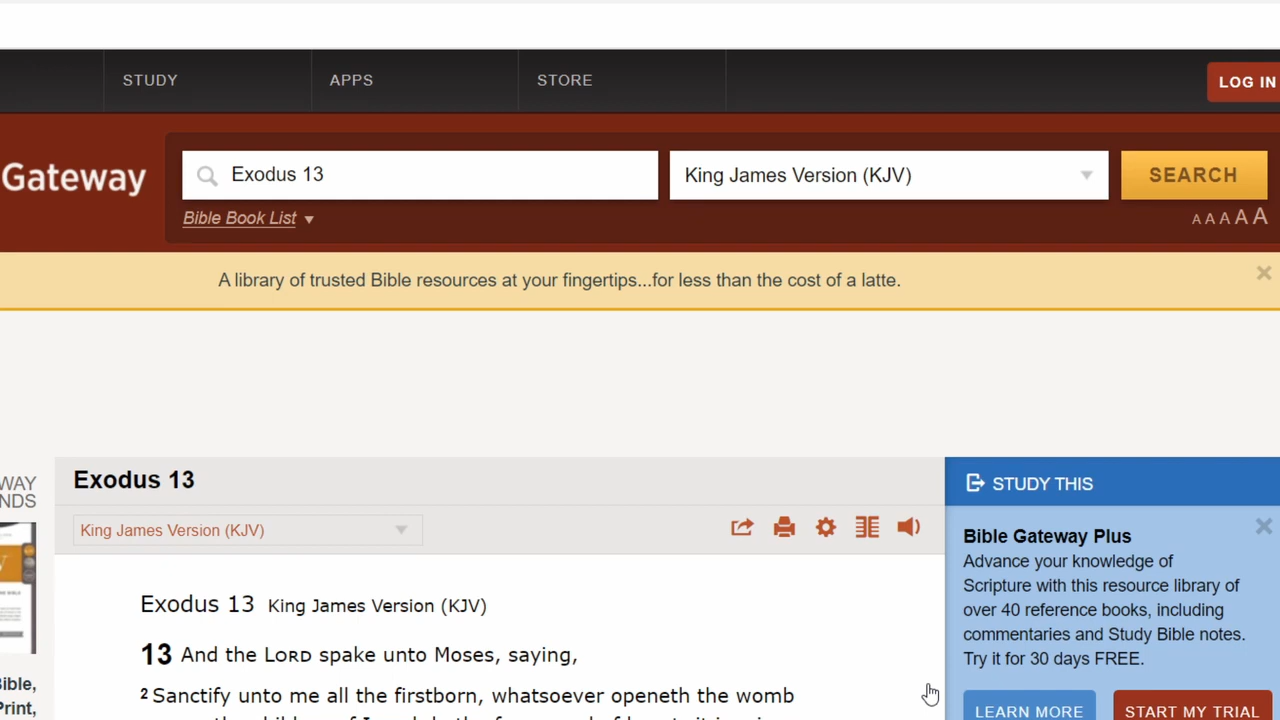 STUDY APPS STORE LOG IN
Gateway
Exodus 13 King James Version (KJV) SEARCH
Bible Book List A A A A A
A library of trusted Bible resources at your fingertips...for less than the cost of a latte.
WAY
NDS
Exodus 13
King James Version (KJV)
Exodus 13 King James Version (KJV)
13 And the LORD spake unto Moses, saying,
2 Sanctify unto me all the firstborn, whatsoever openeth the womb
STUDY THIS
Bible Gateway Plus
Advance your knowledge of
Scripture with this resource library of
over 40 reference books, including
commentaries and Study Bible notes.
Try it for 30 days FREE.
LEARN MORE START MY TRIAL
ible,
Print,